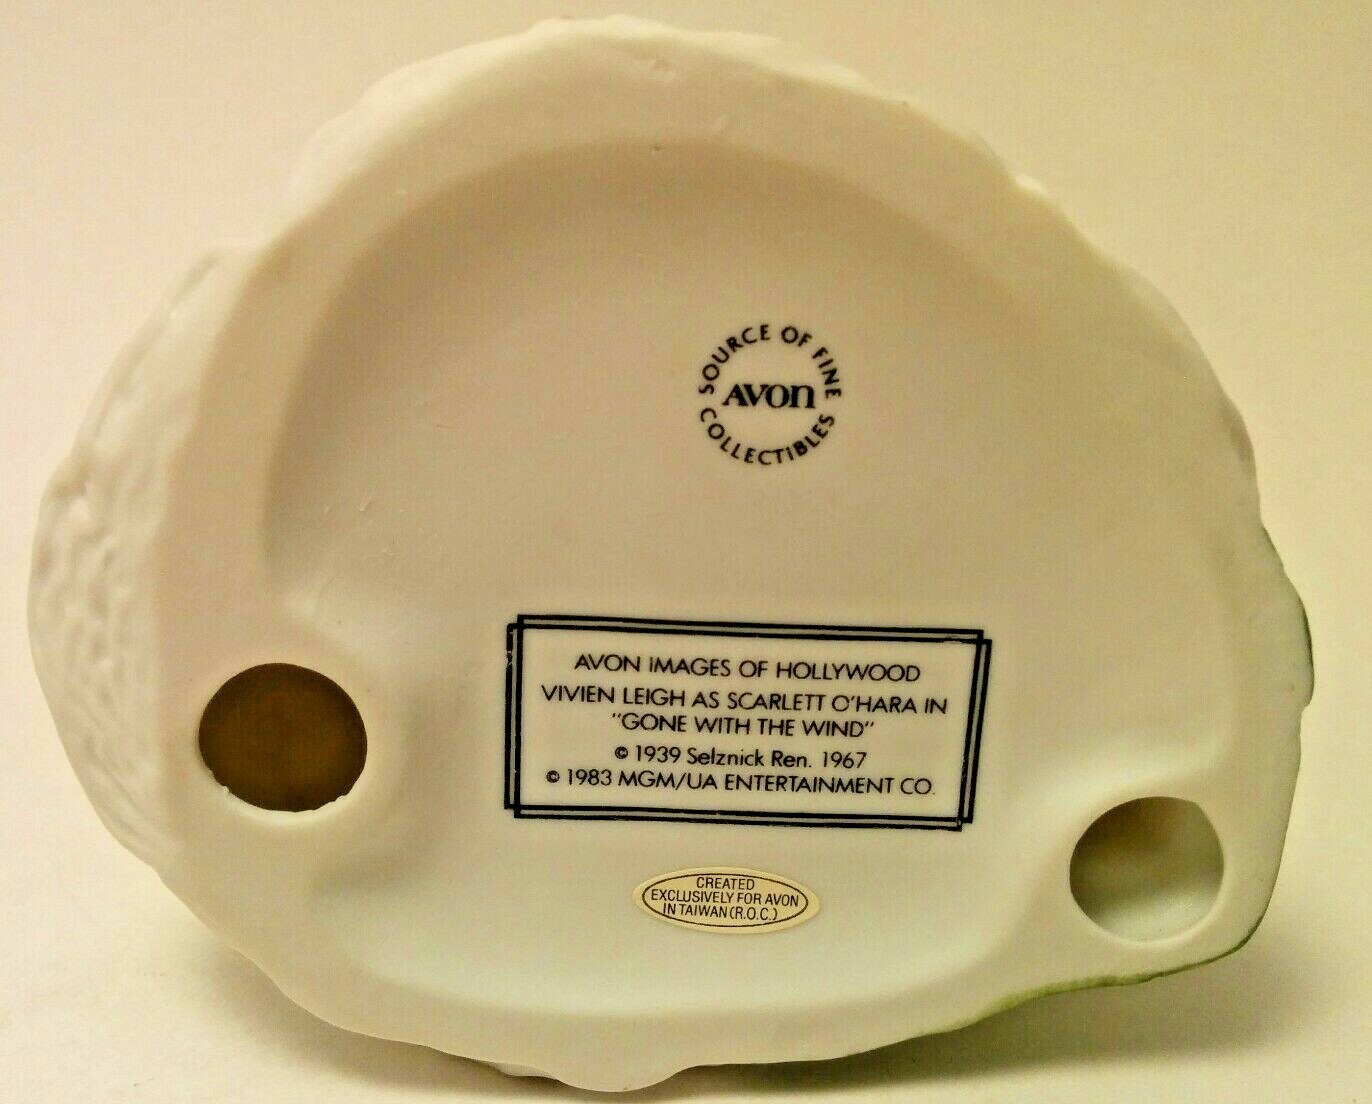 SOURCE OF FINE
AVON
COLLECTIBLES
AVON IMAGES OF HOLLYWOOD
VIVIEN LEIGH AS SCARLETT O'HARA IN
"GONE WITH THE WIND"
© 1939 Selznick Ren. 1967
© 1983 MGM/UA ENTERTAINMENT CO.
CREATED
EXCLUSIVELY FOR AVON
IN TAIWAN (R.O.C.)